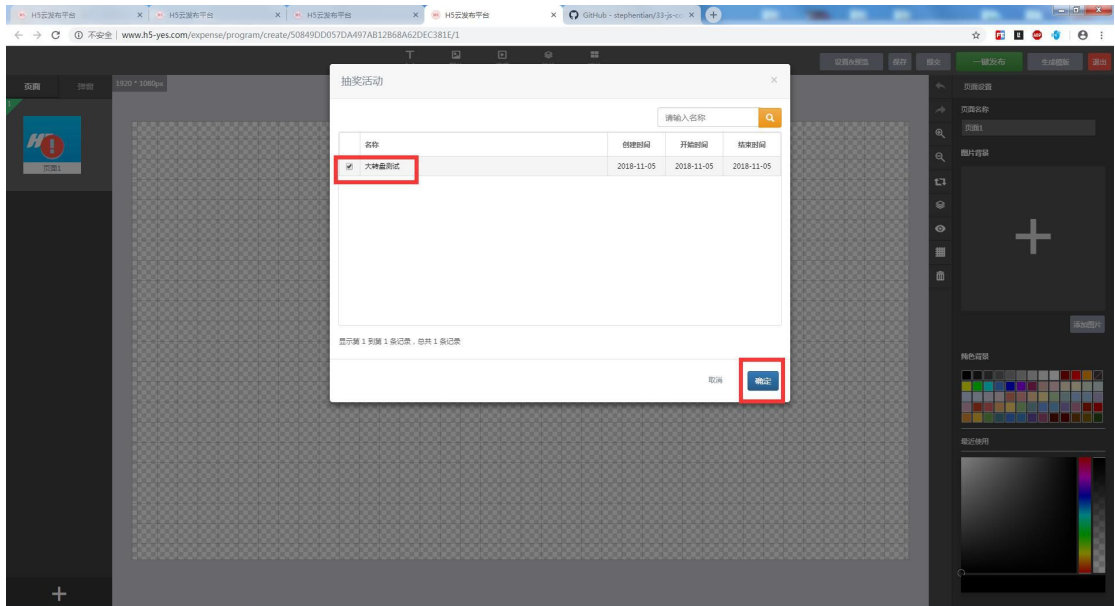 H5云发布平台 H5云发布平台 H5云发布平台 H5云发布平台 GitHub - stephentian/33-js-co
不安全 | www.h5-yes.com/expense/program/create/50849DD057DA497AB12B68A62DEC381E/1
设置&预览 保存 提交 一键发布 生成模版 退出
页面 弹窗 1920 * 1080px
1
页面1
抽奖活动
请输入名称
名称 创建时间 开始时间 结束时间
大转盘测试 2018-11-05 2018-11-05 2018-11-05
显示第 1 到第 1 条记录，总共 1 条记录
取消 确定
页面设置
页面名称
页面1
图片背景
添加图片
纯色背景
最近使用